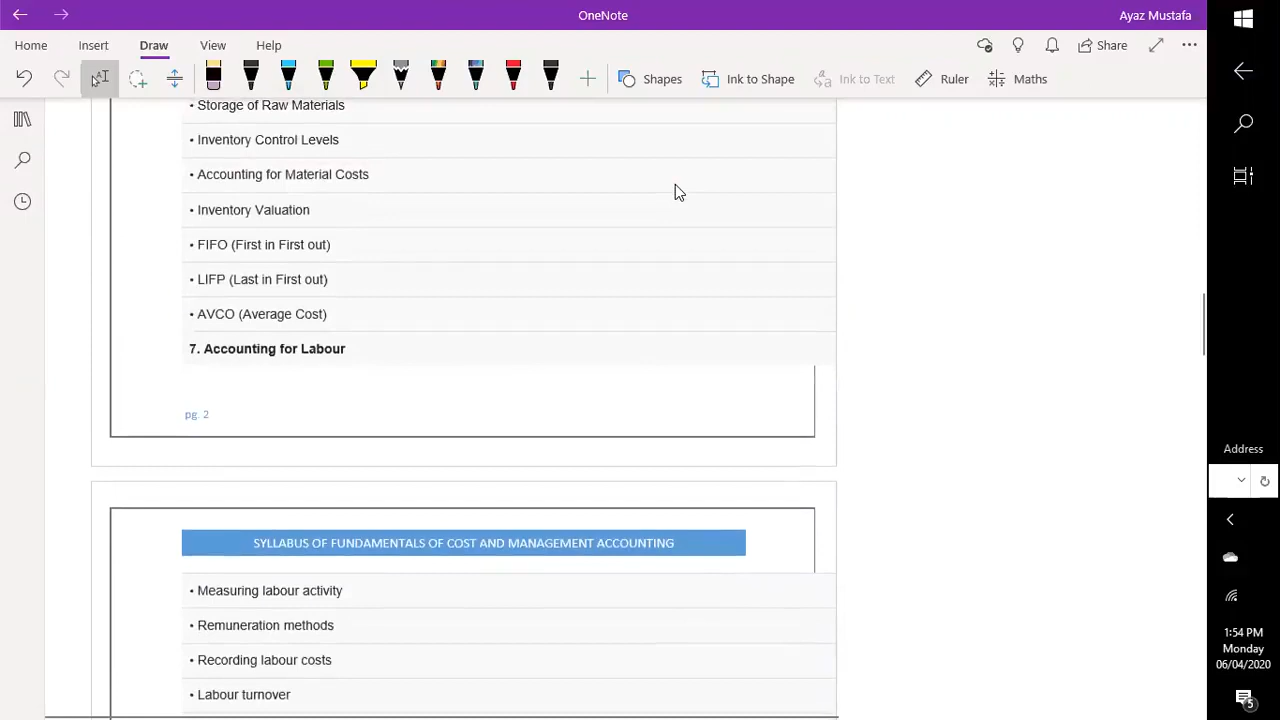 OneNote
Ayaz Mustafa
Home Insert Draw View Help
Share
Shapes Ink to Shape Ink to Text Ruler Maths
• Storage of Raw Materials
• Inventory Control Levels
• Accounting for Material Costs
• Inventory Valuation
• FIFO (First in First out)
• LIFP (Last in First out)
• AVCO (Average Cost)
7. Accounting for Labour
pg. 2
SYLLABUS OF FUNDAMENTALS OF COST AND MANAGEMENT ACCOUNTING
• Measuring labour activity
• Remuneration methods
• Recording labour costs
• Labour turnover
Address
1:54 PM
Monday
06/04/2020
5